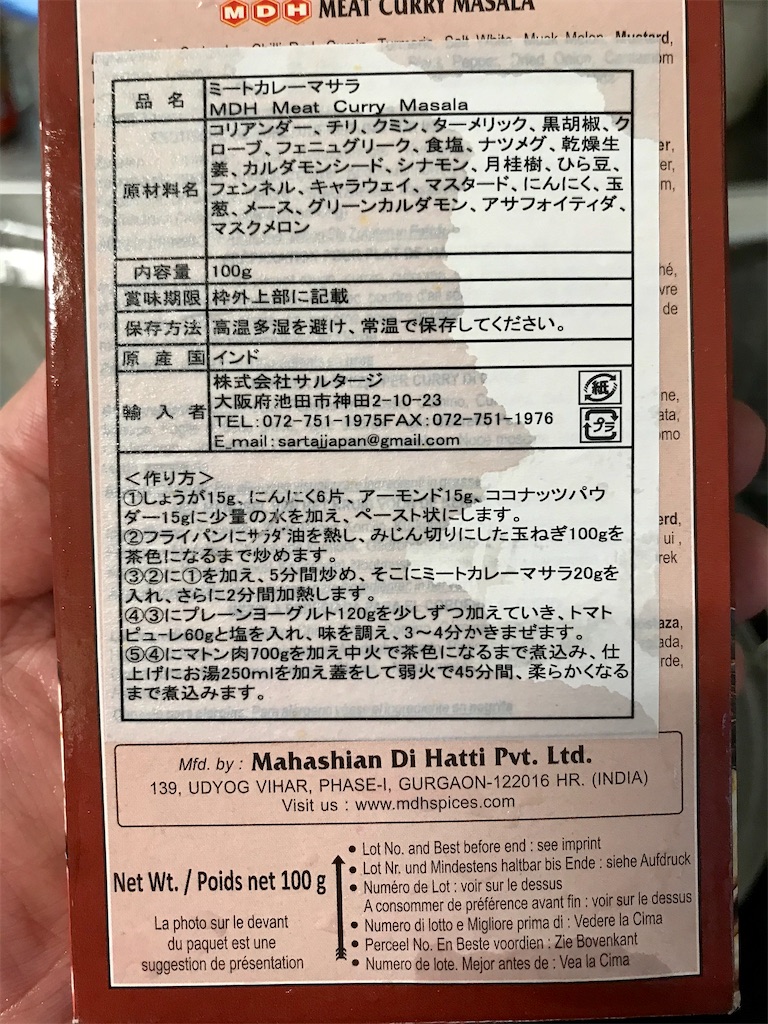 MDH MEAT CURRY MASALA
Mustard,
品名 ミートカレーマサラ
MDH Meat Curry Masala
原材料名 コリアンダー、チリ、クミン、ターメリック、黒胡椒、ク
ローブ、フェニュグリーク、食塩、ナツメグ、乾燥生
姜、カルダモンシード、シナモン、月桂樹、ひら豆、
フェンネル、キャラウェイ、マスタード、にんにく、玉
葱、メース、グリーンカルダモン、アサフォイティダ、
マスクメロン
内容量 100g
賞味期限 枠外上部に記載
保存方法 高温多湿を避け、常温で保存してください。
原産国 インド
輸入者 株式会社サルタージ
大阪府池田市神田2-10-23
TEL:072-751-1975FAX:072-751-1976
E_mail:sartajjapan@gmail.com
紙
プラ
<作り方>
①しょうが15g、にんにく6片、アーモンド15g、ココナッツパウ
ダー15gに少量の水を加え、ペースト状にします。
②フライパンにサラダ油を熱し、みじん切りにした玉ねぎ100gを
茶色になるまで炒めます。
③②に①を加え、5分間炒め、そこにミートカレーマサラ20gを
入れ、さらに2分間加熱します。
④③にプレーンヨーグルト120gを少しずつ加えていき、トマト
ピューレ60gと塩を入れ、味を調え、3～4分かきまぜます。
⑤④にマトン肉700gを加え中火で茶色になるまで煮込み、仕
上げにお湯250mlを加え蓋をして弱火で45分間、柔らかくなる
まで煮込みます。
Mfd. by : Mahashian Di Hatti Pvt. Ltd.
139, UDYOG VIHAR, PHASE-I, GURGAON-122016 HR. (INDIA)
Visit us : www.mdhspices.com
Net Wt. / Poids net 100 g
La photo sur le devant
du paquet est une
suggestion de présentation
• Lot No. and Best before end : see imprint
• Lot Nr. und Mindestens haltbar bis Ende : siehe Aufdruck
• Numéro de Lot : voir sur le dessus
A consommer de préférence avant fin : voir sur le dessus
• Numero di lotto e Migliore prima di : Vedere la Cima
• Perceel No. En Beste voordien : Zie Bovenkant
• Numero de lote. Mejor antes de : Vea la Cima